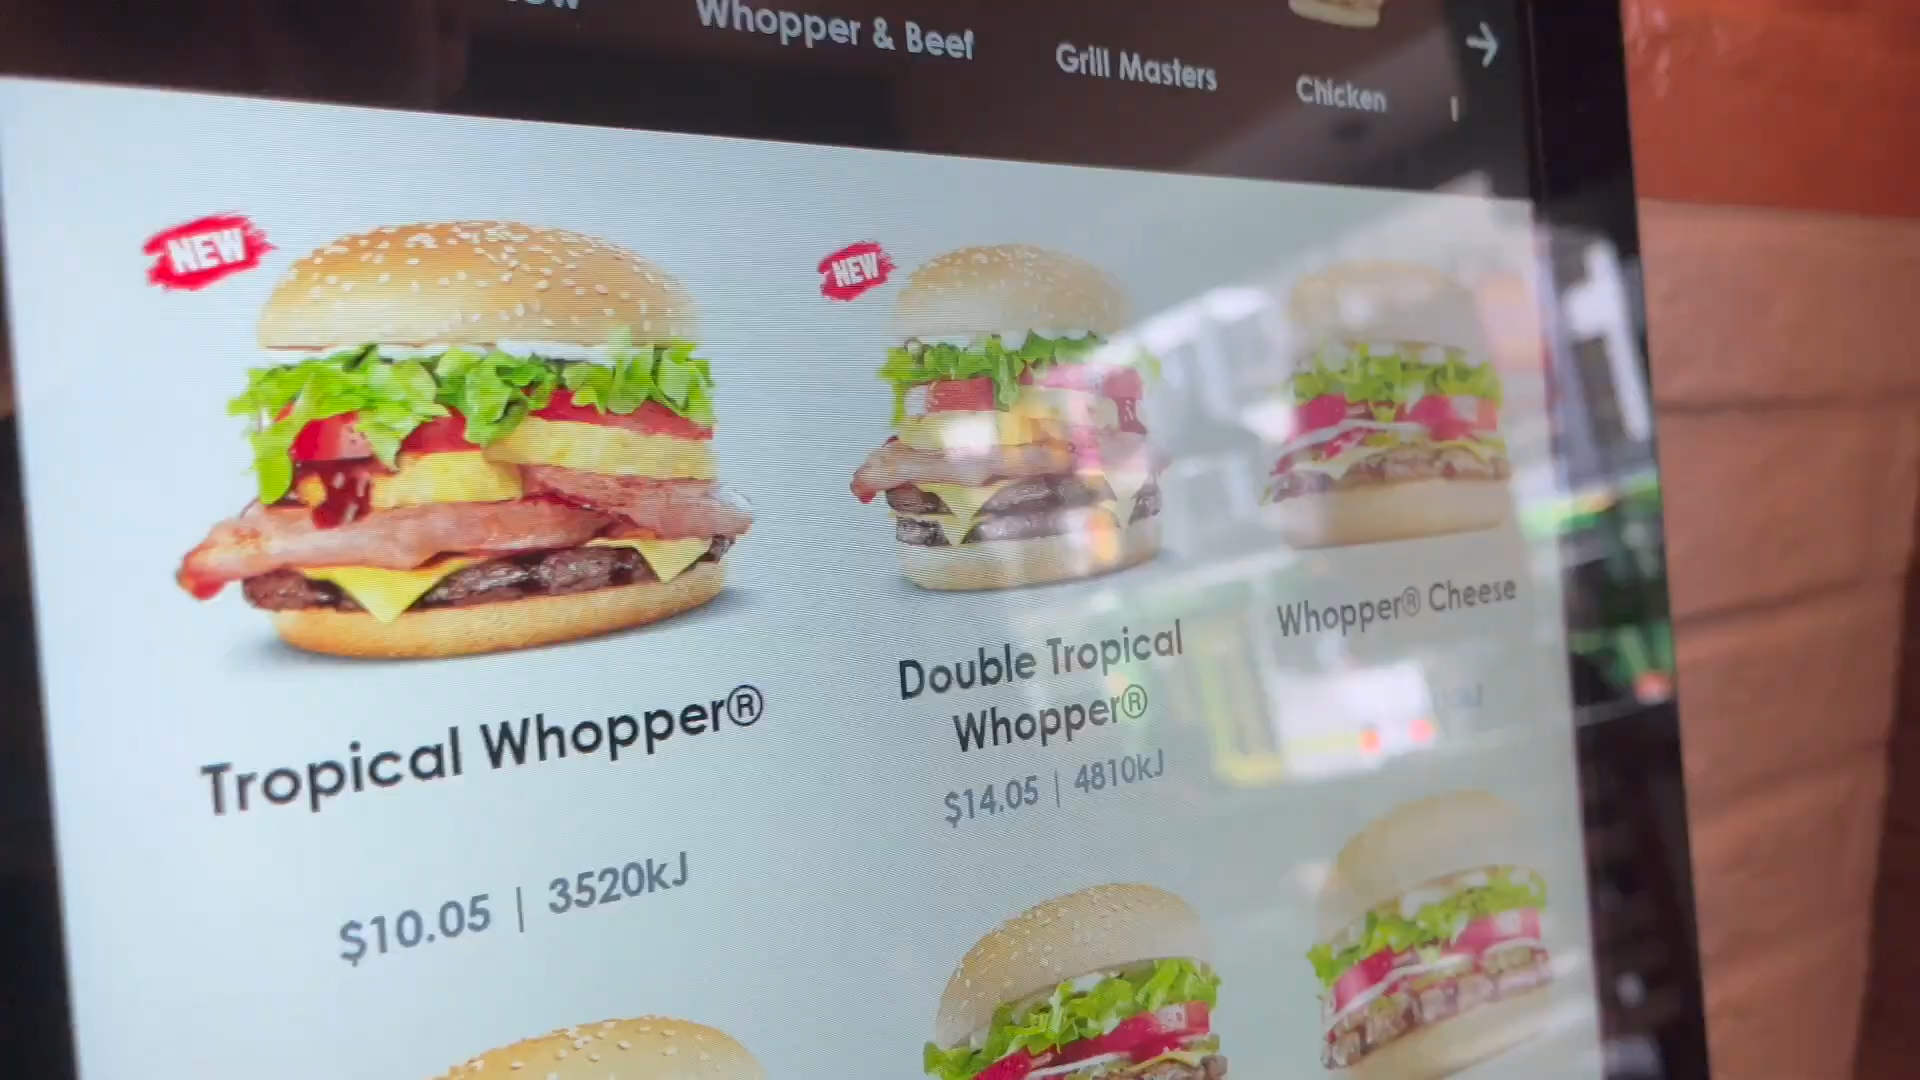 Whopper & Beef
Grill Masters
Chicken
NEW
NEW
Tropical Whopper®
$10.05 | 3520kJ
Double Tropical
Whopper®
$14.05 | 4810kJ
Whopper® Cheese